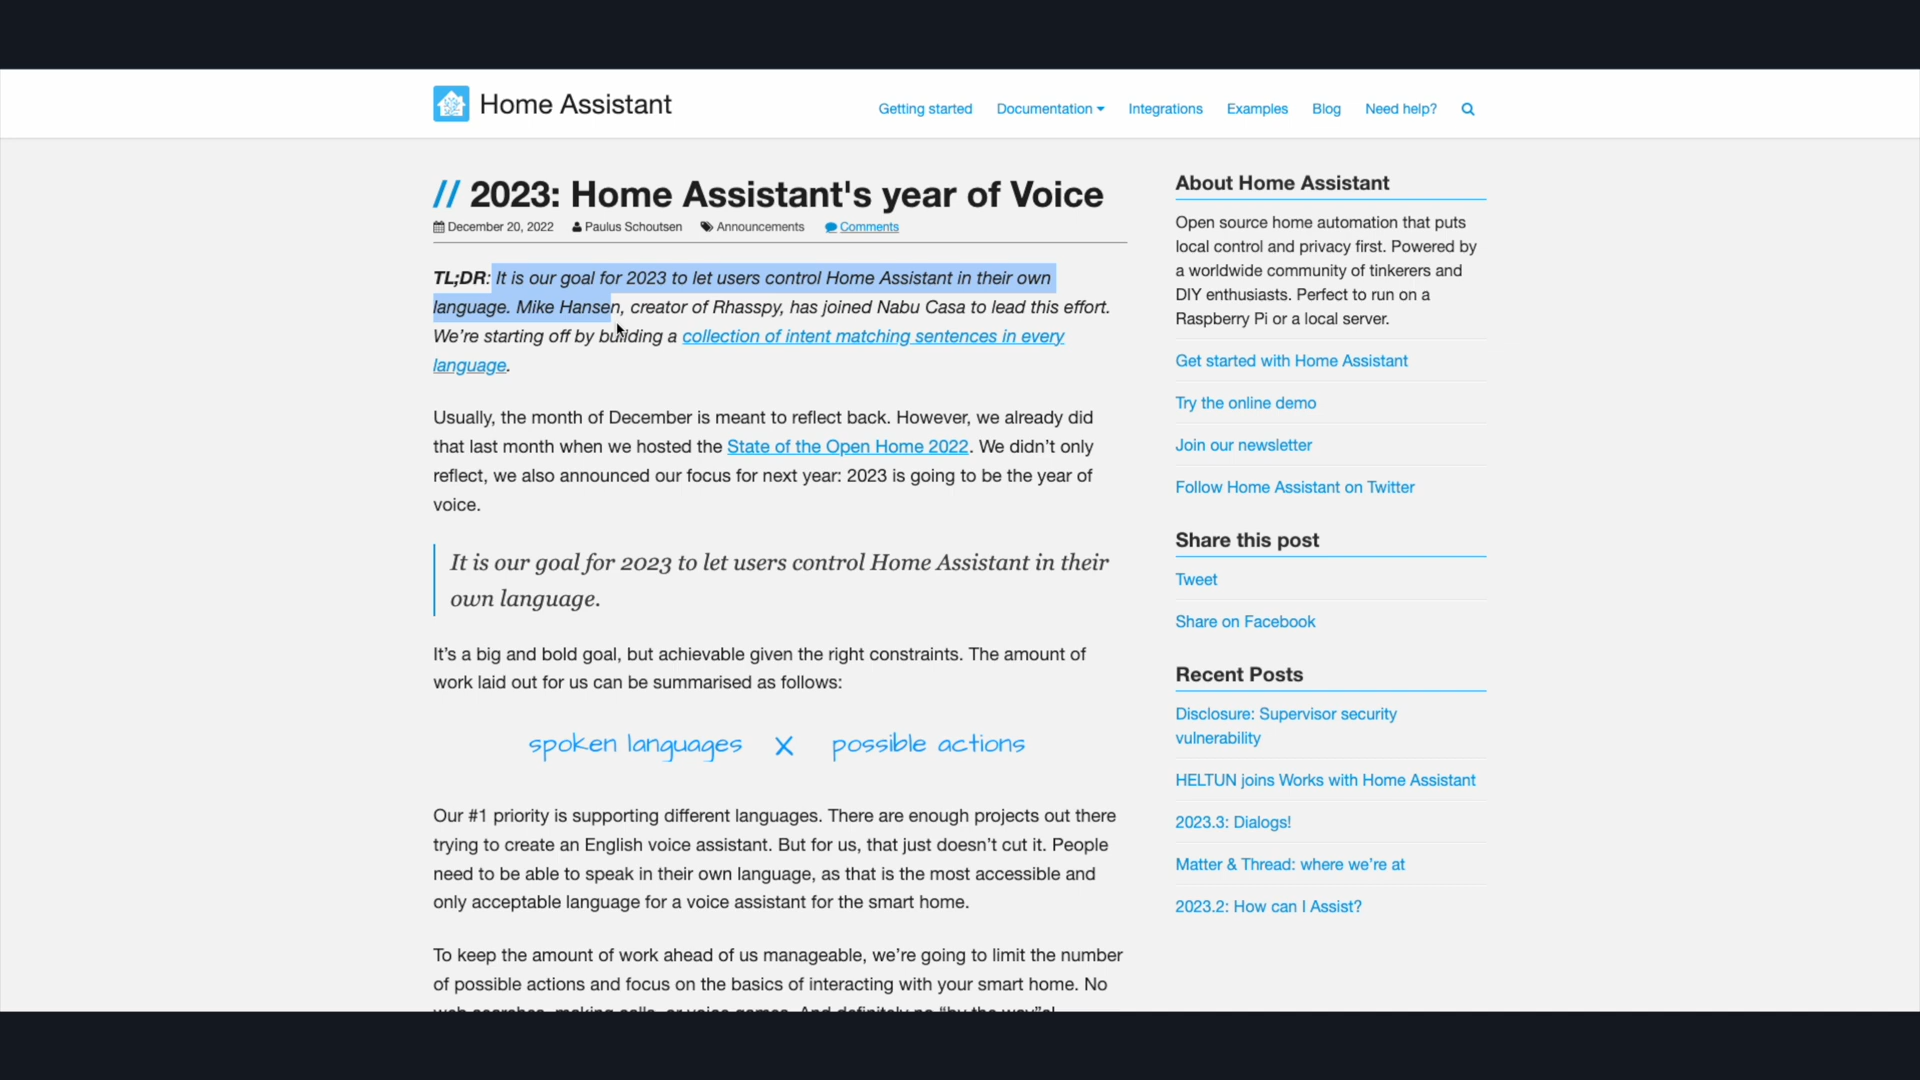 Home Assistant
Getting started
Documentation
Integrations
Examples
Blog
Need help?
// 2023: Home Assistant's year of Voice
December 20, 2022
Paulus Schoutsen
Announcements
Comments
TL;DR: It is our goal for 2023 to let users control Home Assistant in their own
language. Mike Hansen, creator of Rhasspy, has joined Nabu Casa to lead this effort.
We’re starting off by building a collection of intent matching sentences in every
language.
Usually, the month of December is meant to reflect back. However, we already did
that last month when we hosted the State of the Open Home 2022. We didn’t only
reflect, we also announced our focus for next year: 2023 is going to be the year of
voice.
It is our goal for 2023 to let users control Home Assistant in their
own language.
It’s a big and bold goal, but achievable given the right constraints. The amount of
work laid out for us can be summarised as follows:
spoken languages X possible actions
Our #1 priority is supporting different languages. There are enough projects out there
trying to create an English voice assistant. But for us, that just doesn’t cut it. People
need to be able to speak in their own language, as that is the most accessible and
only acceptable language for a voice assistant for the smart home.
To keep the amount of work ahead of us manageable, we’re going to limit the number
of possible actions and focus on the basics of interacting with your smart home. No
web searches, making calls, or voice games. And definitely no “by the way”s!
About Home Assistant
Open source home automation that puts
local control and privacy first. Powered by
a worldwide community of tinkerers and
DIY enthusiasts. Perfect to run on a
Raspberry Pi or a local server.
Get started with Home Assistant
Try the online demo
Join our newsletter
Follow Home Assistant on Twitter
Share this post
Tweet
Share on Facebook
Recent Posts
Disclosure: Supervisor security
vulnerability
HELTUN joins Works with Home Assistant
2023.3: Dialogs!
Matter & Thread: where we’re at
2023.2: How can I Assist?